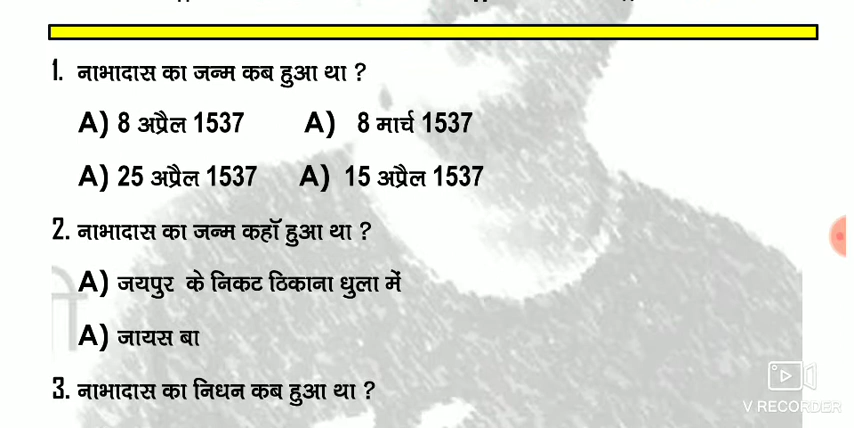 1. नाभादास का जन्म कब हुआ था ?
A) 8 अप्रैल 1537 A) 8 मार्च 1537
A) 25 अप्रैल 1537 A) 15 अप्रैल 1537
2. नाभादास का जन्म कहाँ हुआ था ?
A) जयपुर के निकट ठिकाना धुला में
A) जायस बा
3. नाभादास का निधन कब हुआ था ?
V RECORDER